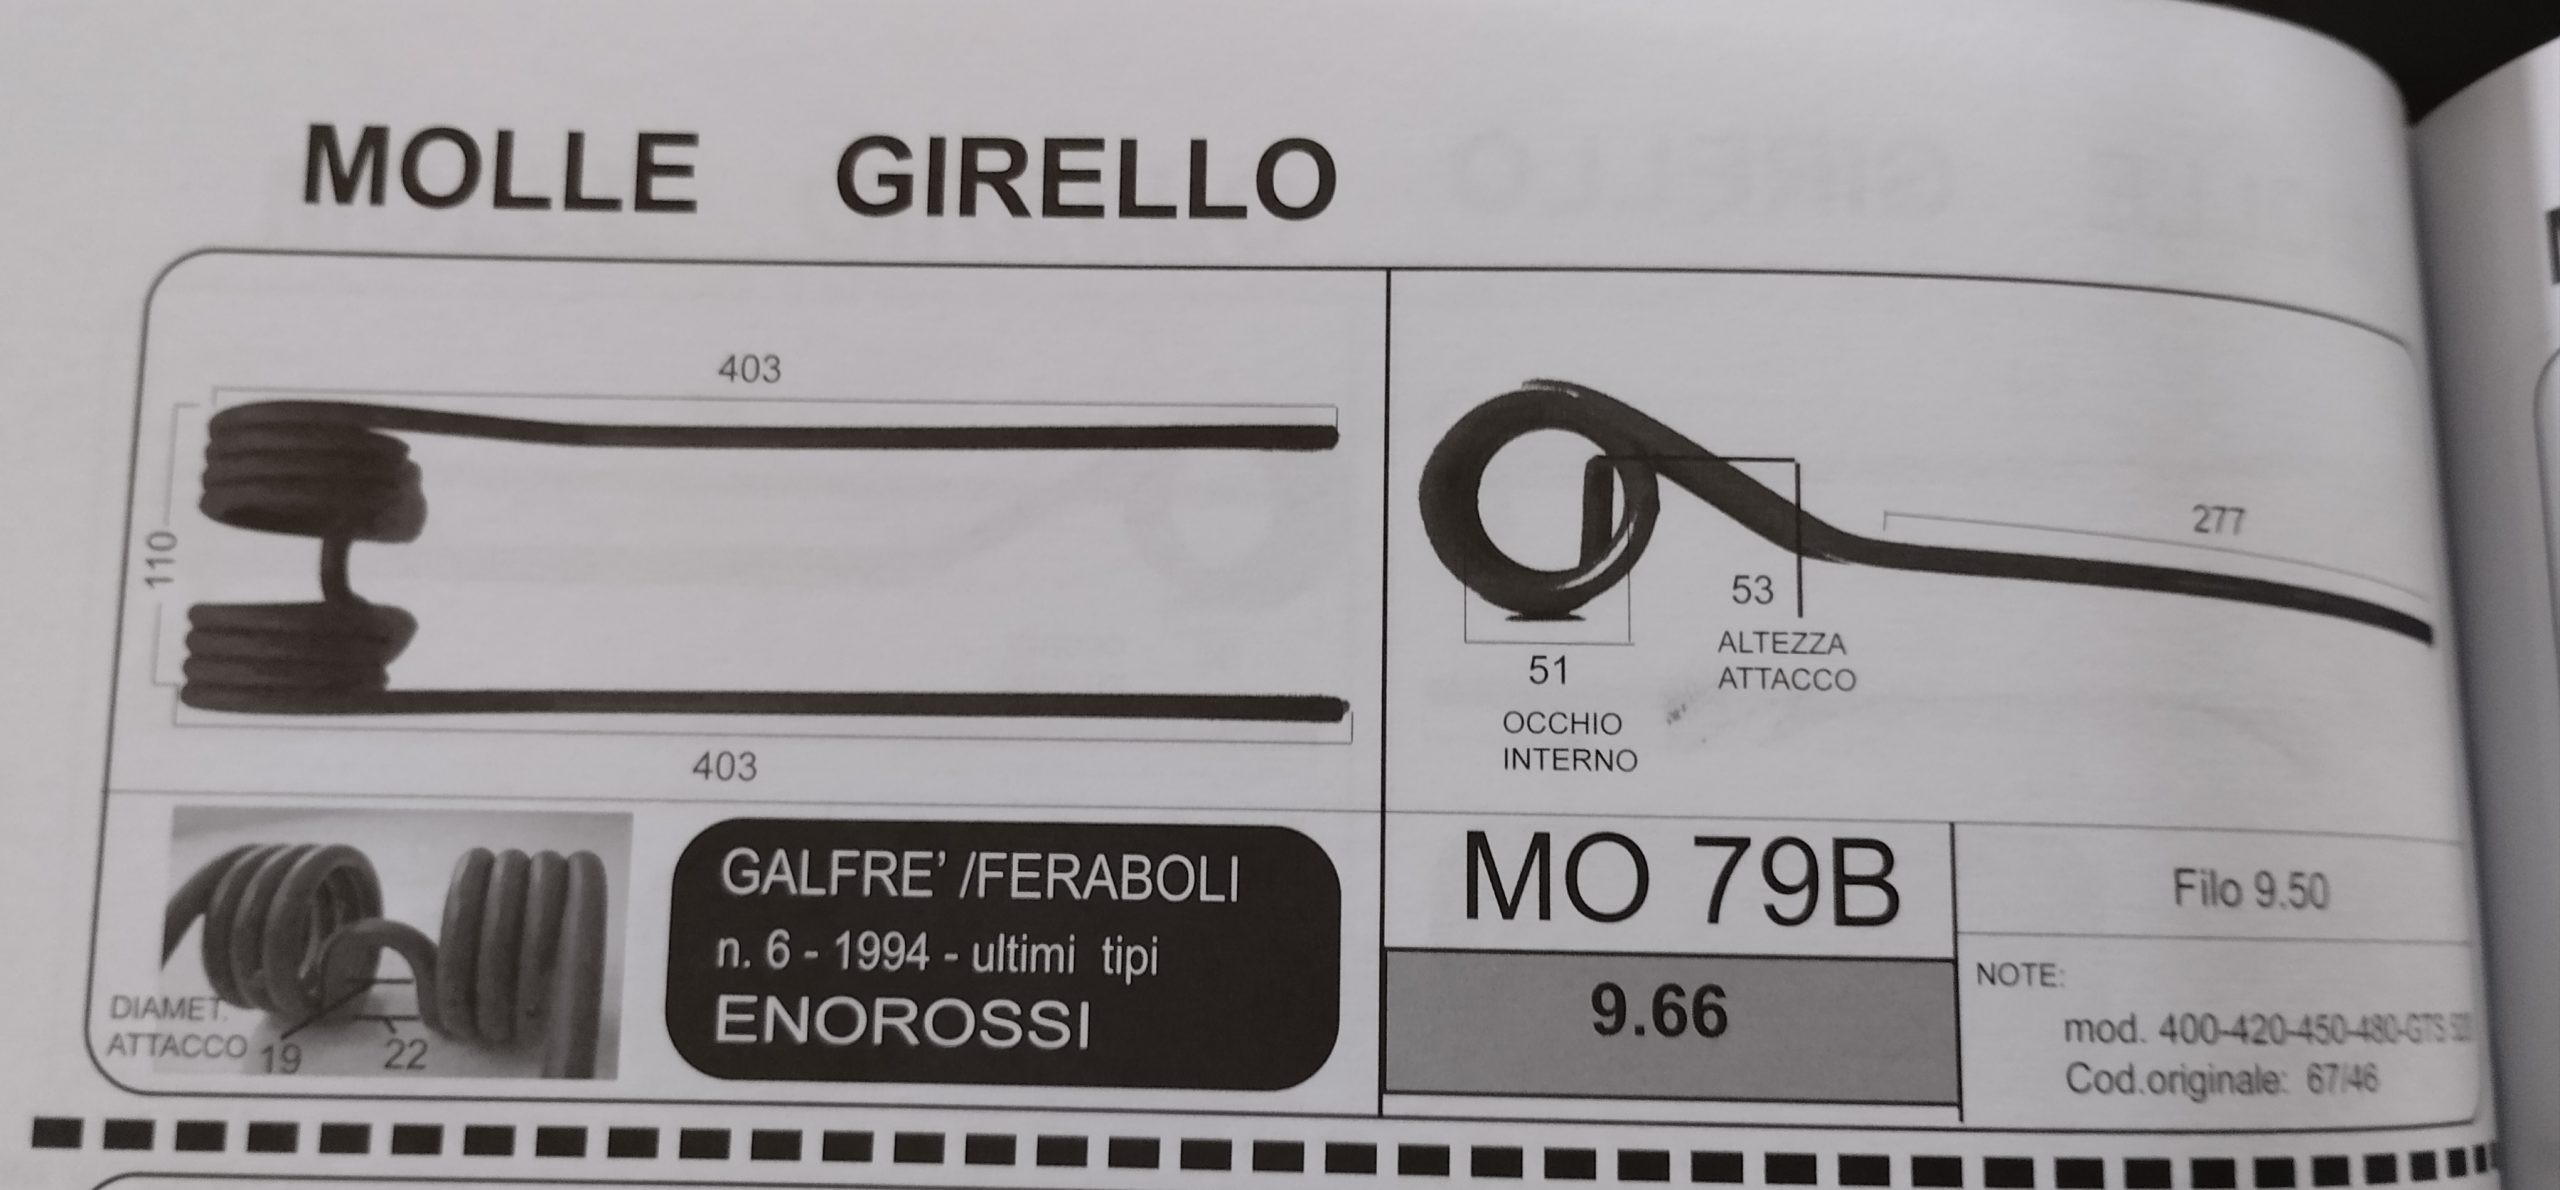 MOLLE GIRELLO
403
110
403
277
53
ALTEZZA
ATTACCO
51
OCCHIO
INTERNO
DIAMET.
ATTACCO 19
22
GALFRE' /FERABOLI
n. 6 - 1994 - ultimi tipi
ENOROSSI
MO 79B
9.66
Filo 9.50
NOTE:
mod. 400-420-450-480-GTS
Cod.originale: 67/46